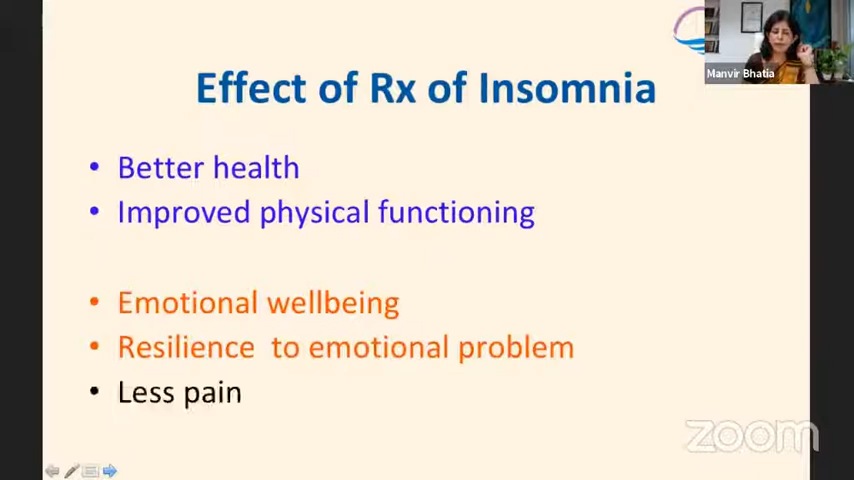 Effect of Rx of Insomnia
Manvir Bhatia
• Better health
• Improved physical functioning
• Emotional wellbeing
• Resilience  to emotional problem
• Less pain
zoom